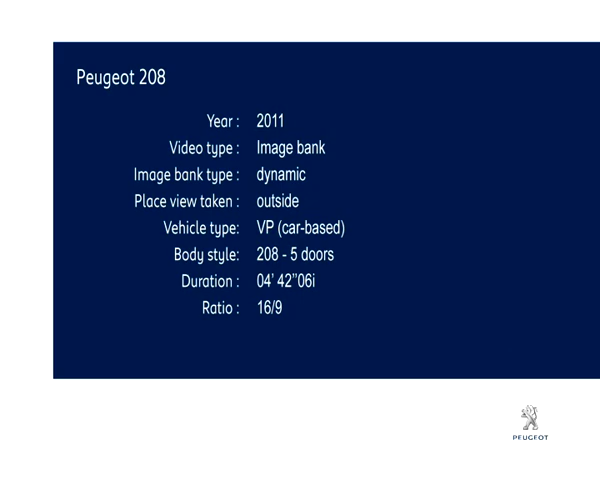 Peugeot 208
Year : 2011
Video type : Image bank
Image bank type : dynamic
Place view taken : outside
Vehicle type: VP (car-based)
Body style: 208 - 5 doors
Duration : 04' 42"06i
Ratio : 16/9
PEUGEOT